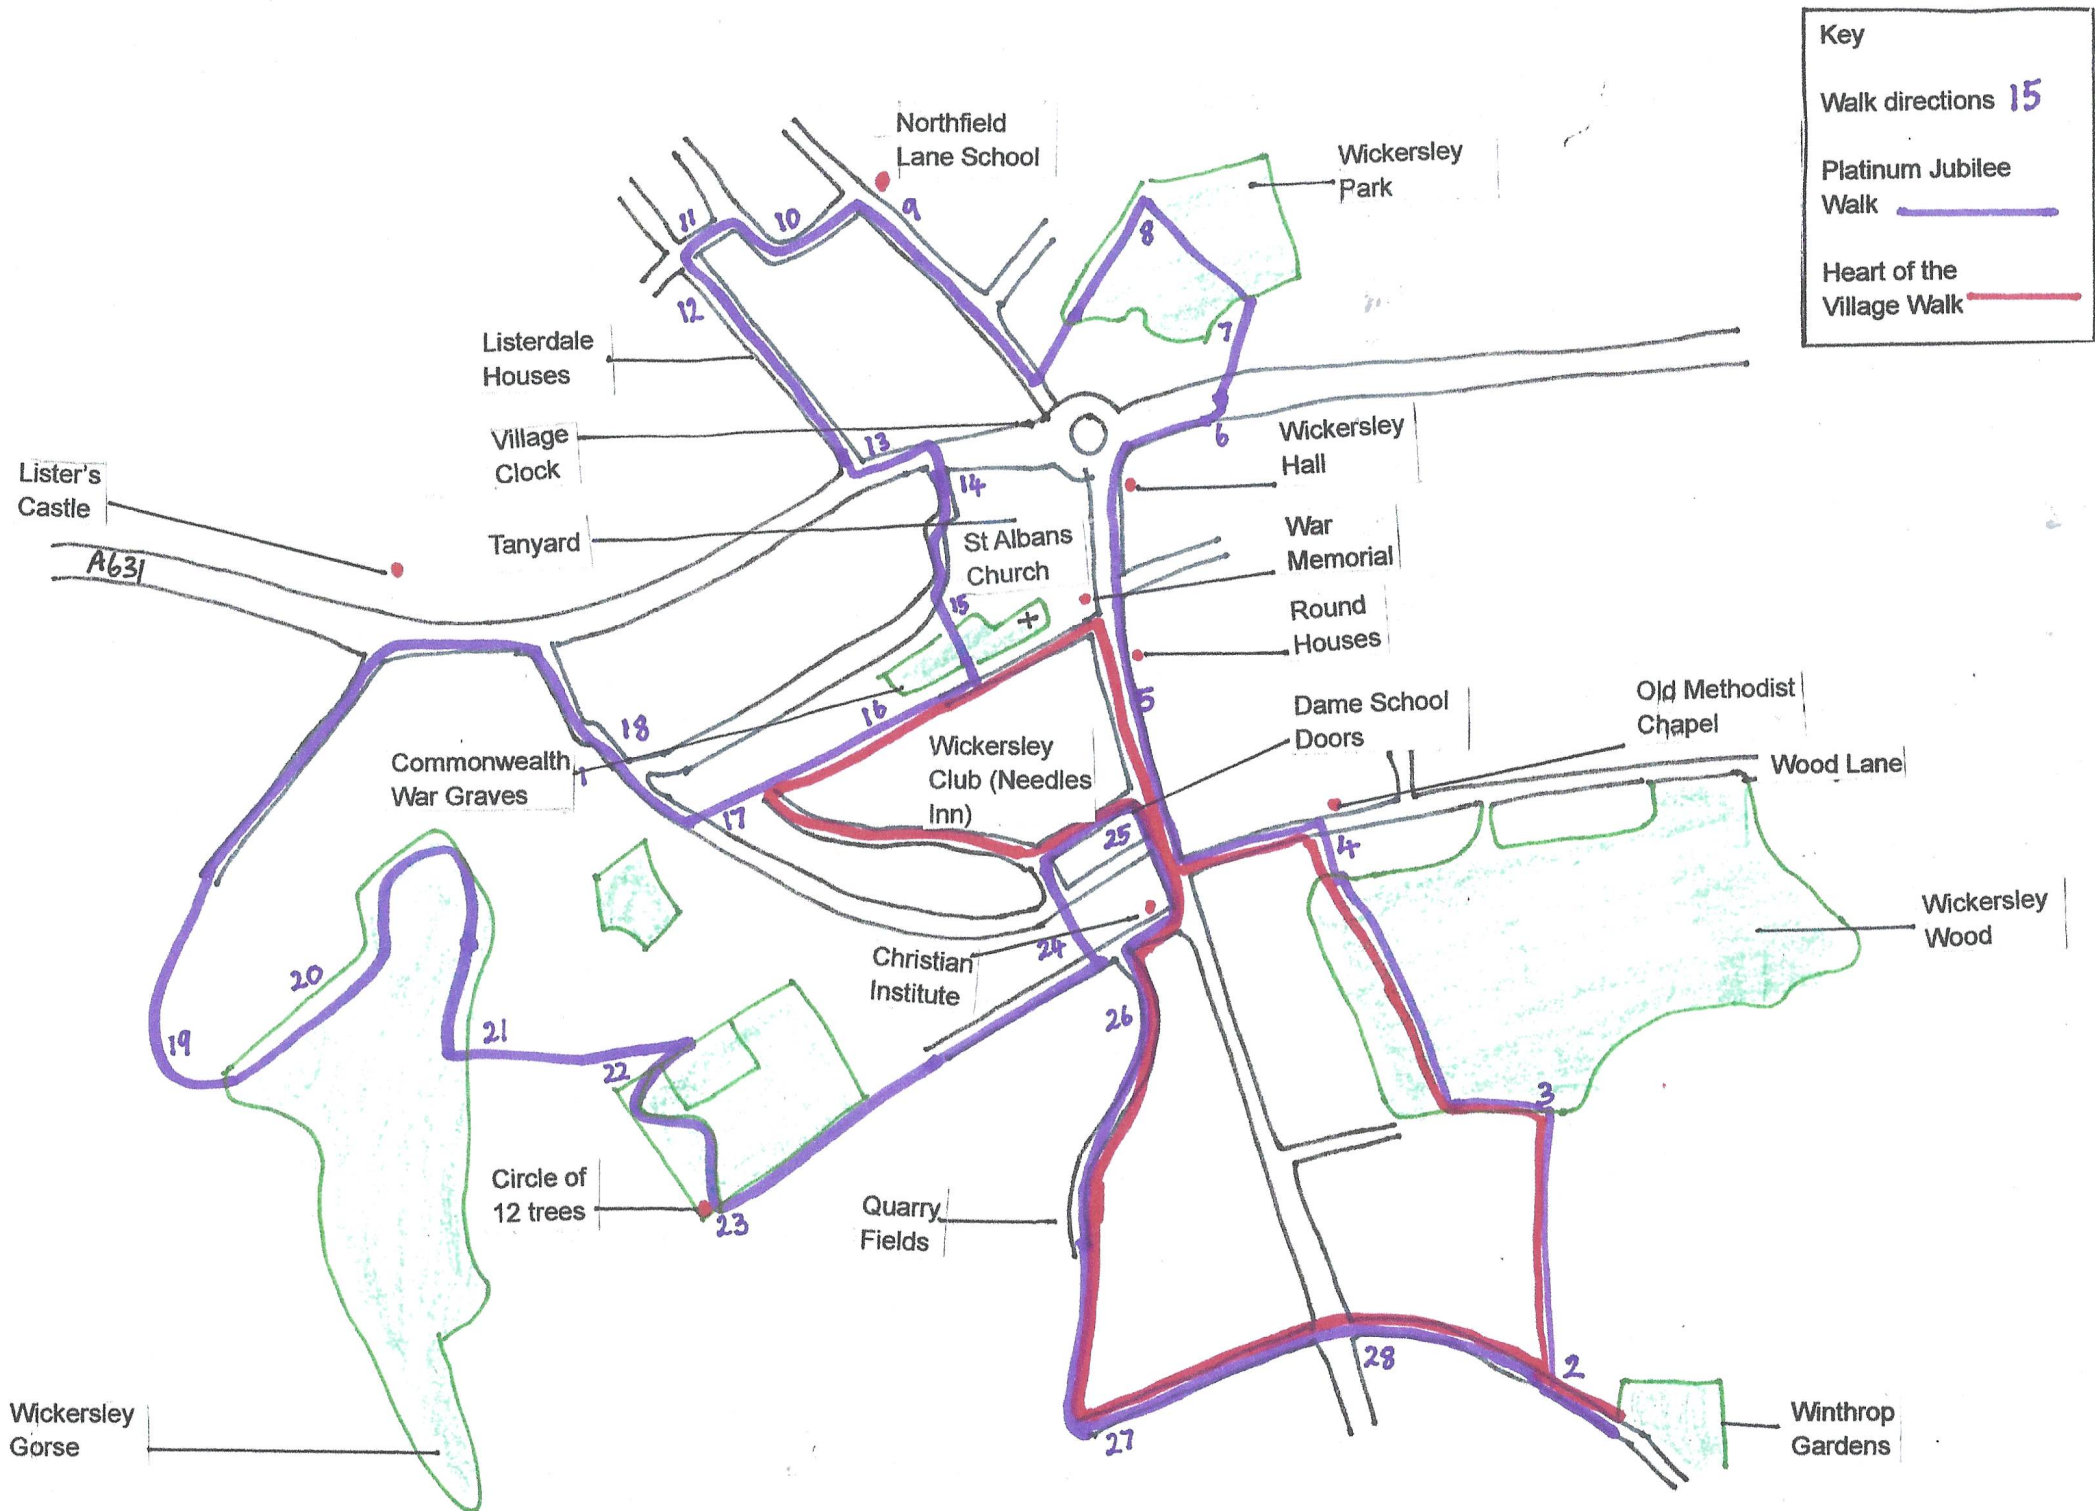 Key
Walk directions 15
Platinum Jubilee
Walk
Heart of the
Village Walk
Northfield
Lane School
Wickersley
Park
11
10
9
8
12
7
Listerdale
Houses
Village
Clock
13
6
Wickersley
Hall
Lister's
Castle
14
Tanyard
St Albans
Church
War
Memorial
A631
15
Round
Houses
+
5
16
18
Dame School
Doors
Old Methodist
Chapel
Wood Lane
Commonwealth
War Graves
1
Wickersley
Club (Needles
Inn)
17
25
4
Wickersley
Wood
Christian
Institute
24
20
19
21
22
26
3
Circle of
12 trees
23
Quarry
Fields
28
2
27
Wickersley
Gorse
Winthrop
Gardens